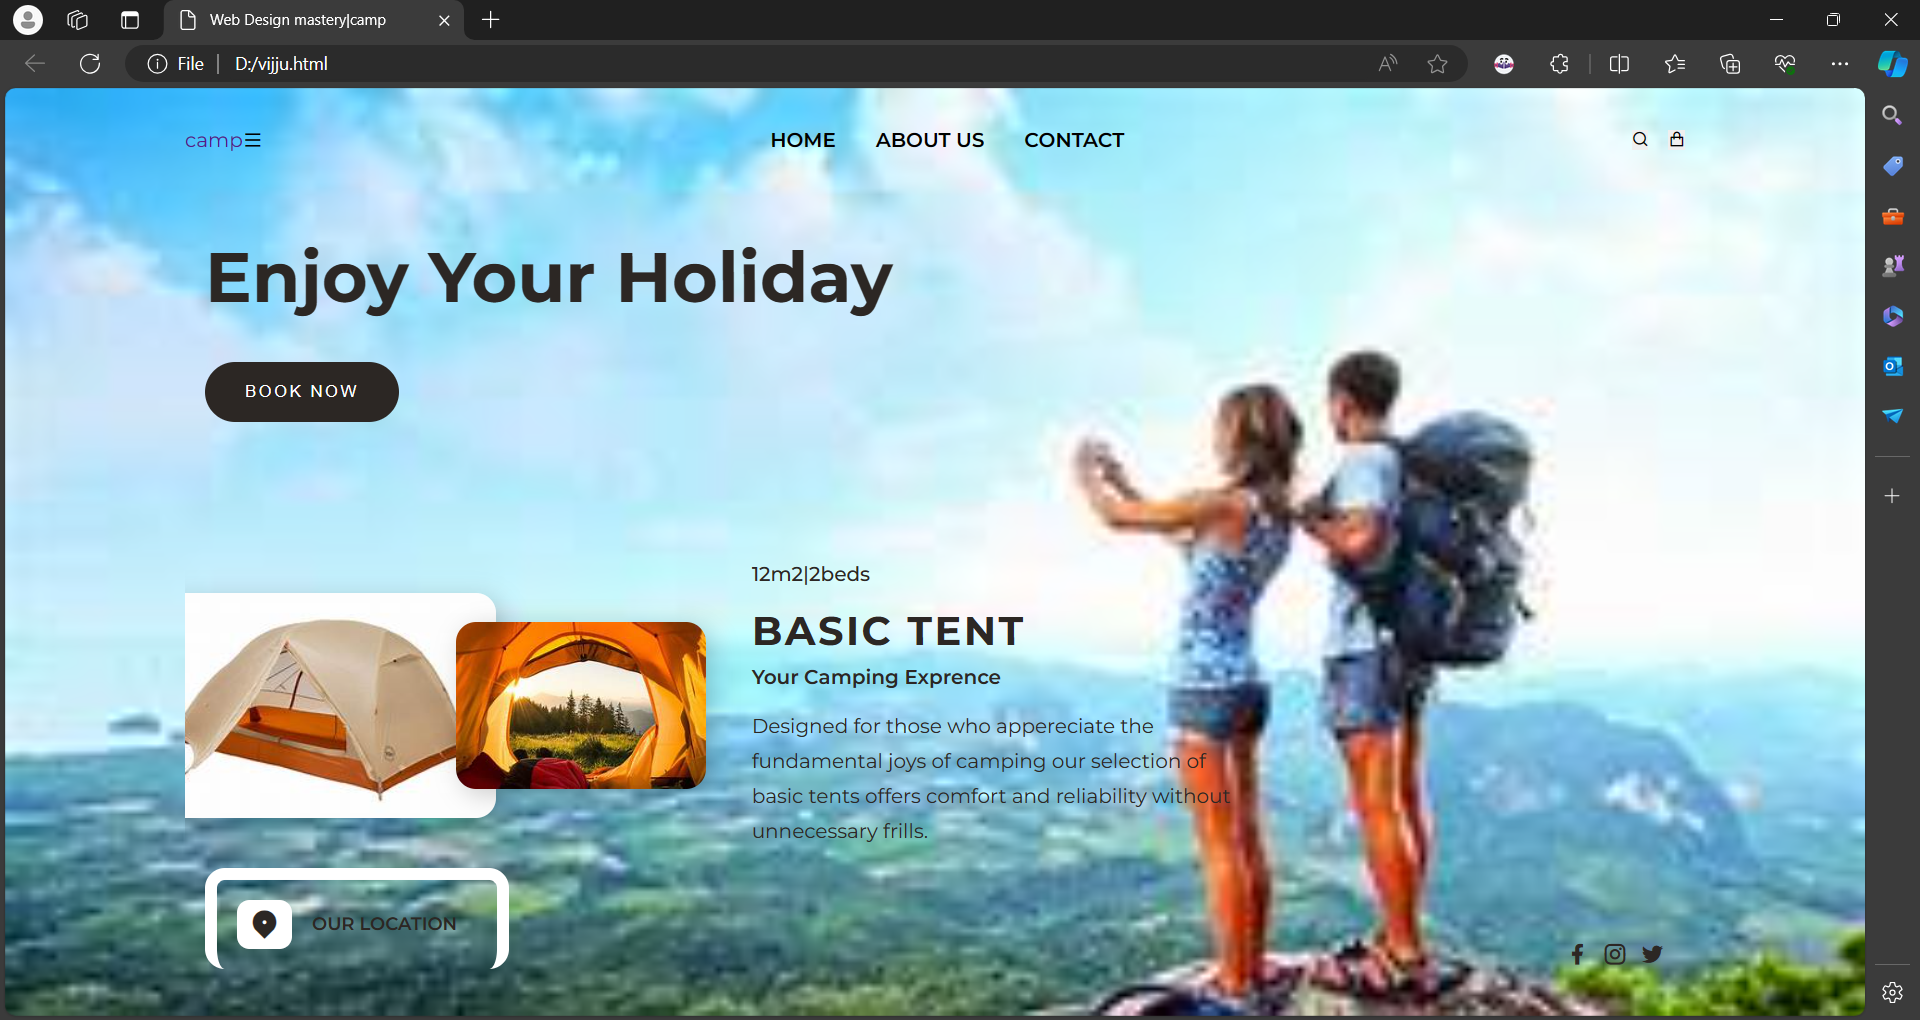 Web Design mastery|camp
File
D:/vijju.html
camp
HOME
ABOUT US
CONTACT
Enjoy Your Holiday
BOOK NOW
12m2|2beds
BASIC TENT
Your Camping Exprence
Designed for those who appereciate the
fundamental joys of camping our selection of
basic tents offers comfort and reliability without
unnecessary frills.
OUR LOCATION